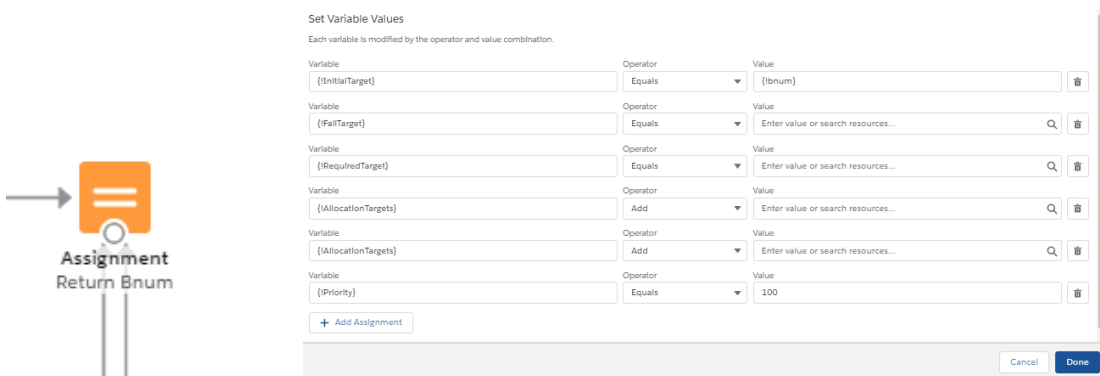 Assignment
Return Bnum
Set Variable Values
Each variable is modified by the operator and value combination.
Variable Operator Value
{!InitialTarget} Equals {!bnum}
Variable Operator Value
{!FailTarget} Equals Enter value or search resources...
Variable Operator Value
{!RequiredTarget} Equals Enter value or search resources...
Variable Operator Value
{!AllocationTargets} Add Enter value or search resources...
Variable Operator Value
{!AllocationTargets} Add Enter value or search resources...
Variable Operator Value
{!Priority} Equals 100
+ Add Assignment
Cancel Done